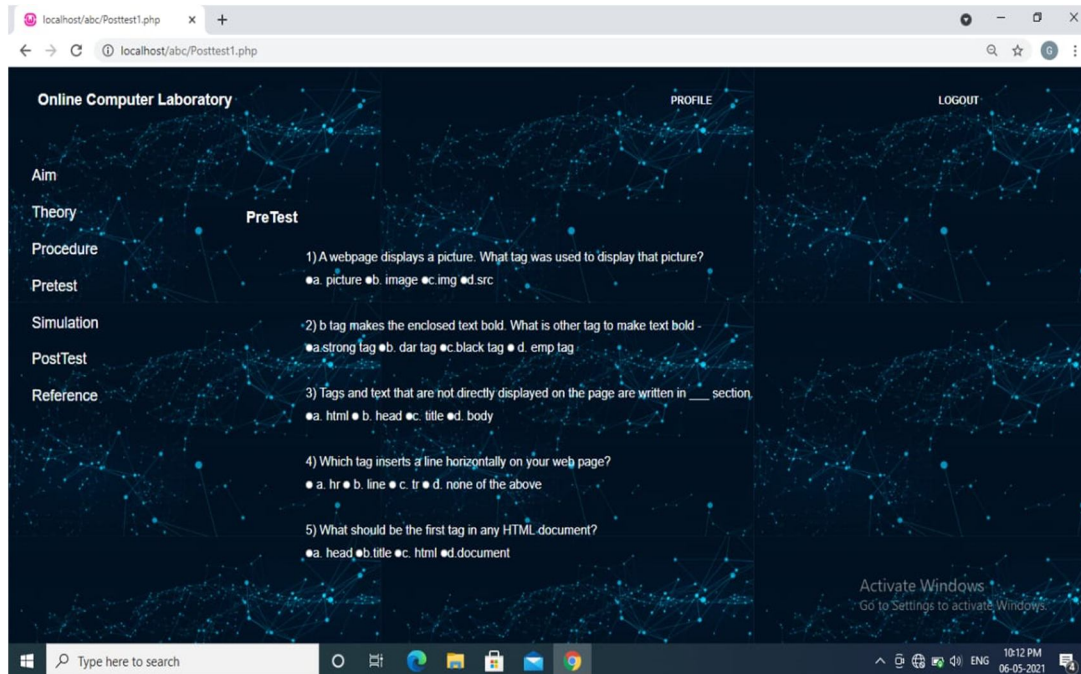 localhost/abc/Posttest1.php
localhost/abc/Posttest1.php
G
Online Computer Laboratory
PROFILE
LOGOUT
Aim
Theory
Procedure
Pretest
Simulation
PostTest
Reference
PreTest
1) A webpage displays a picture. What tag was used to display that picture?
a. picture b. image c.img d.src
2) b tag makes the enclosed text bold. What is other tag to make text bold -
a.strong tag b. dar tag c.black tag d. emp tag
3) Tags and text that are not directly displayed on the page are written in ___ section.
a. html b. head c. title d. body
4) Which tag inserts a line horizontally on your web page?
a. hr b. line c. tr d. none of the above
5) What should be the first tag in any HTML document?
a. head b.title c. html d.document
Activate Windows
Go to Settings to activate Windows.
Type here to search
ENG
10:12 PM
06-05-2021
4